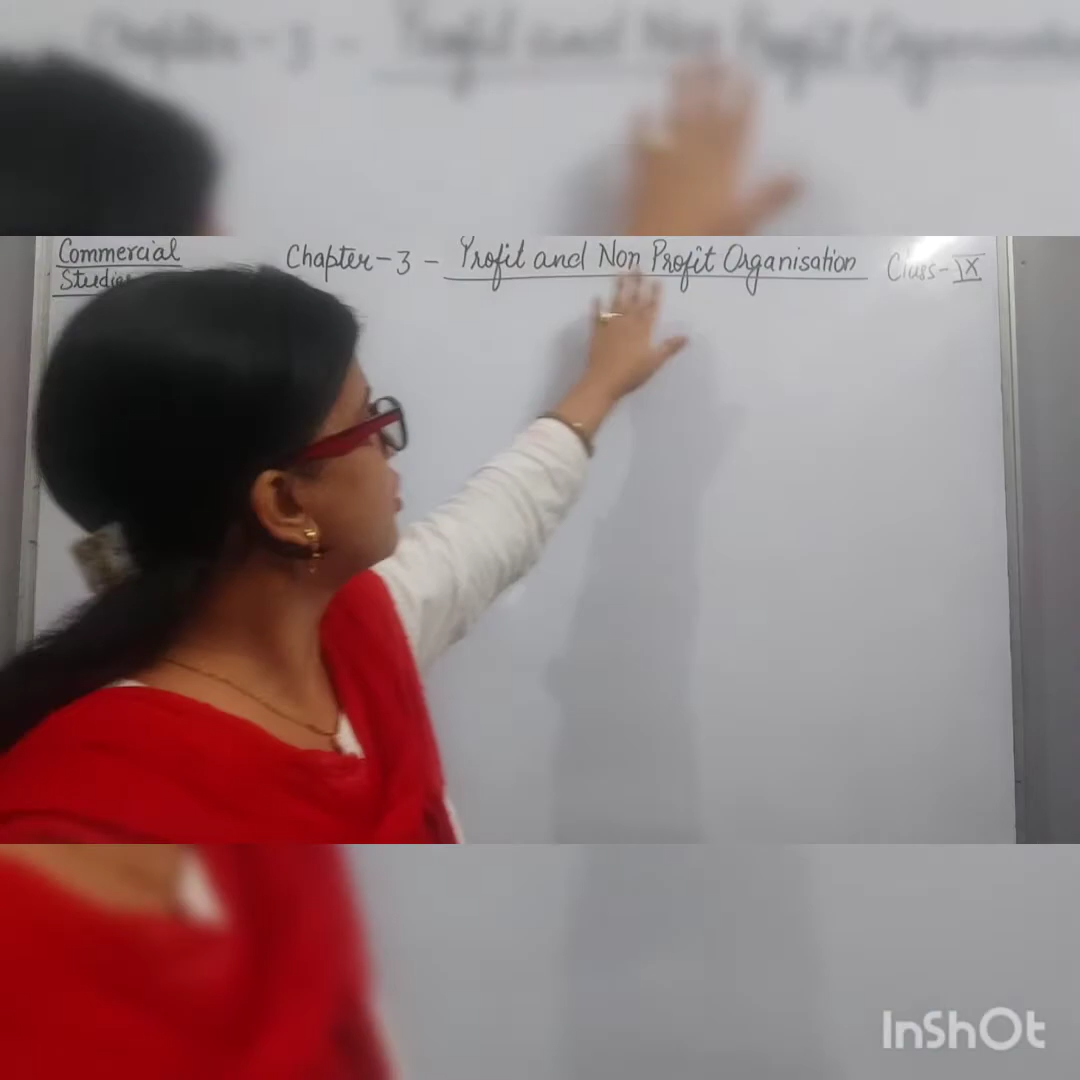 Commercial
Studies
Chapter-3 - Profit and Non Profit Organisation
Class-IX
InShOt